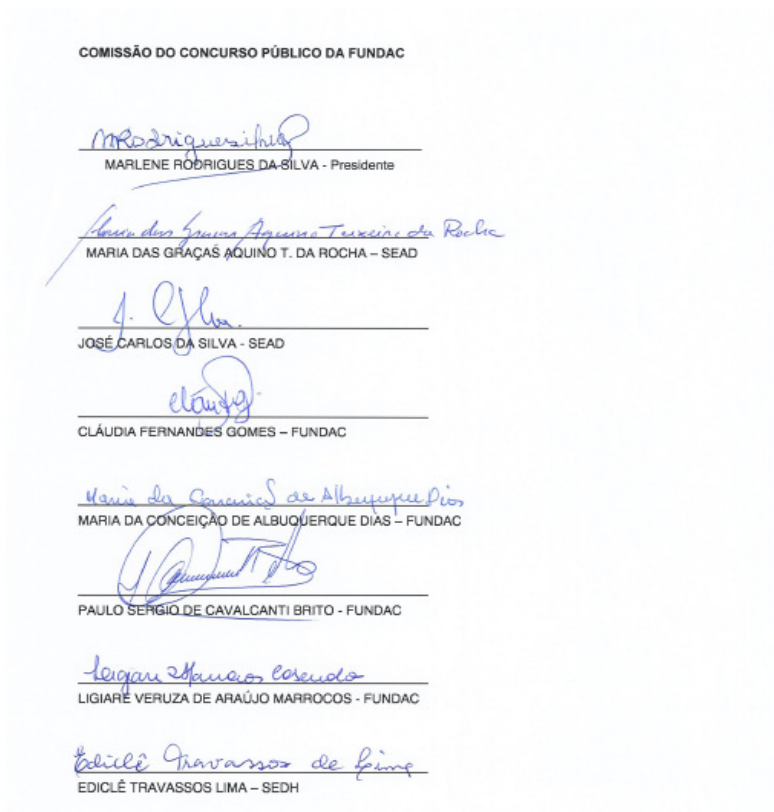 COMISSÃO DO CONCURSO PÚBLICO DA FUNDAC
MRodriguesilva
MARLENE RODRIGUES DA SILVA - Presidente
Maria das Graças Aquino Teixeira da Rocha
MARIA DAS GRAÇAS AQUINO T. DA ROCHA – SEAD
J. C Silva.
JOSÉ CARLOS DA SILVA - SEAD
CLÁUDIA FERNANDES GOMES – FUNDAC
Maria da de Albuquerque Dias
MARIA DA CONCEIÇÃO DE ALBUQUERQUE DIAS – FUNDAC
PAULO SERGIO DE CAVALCANTI BRITO - FUNDAC
LIGIARE VERUZA DE ARAÚJO MARROCOS - FUNDAC
Ediclê Travassos de Lima
EDICLÊ TRAVASSOS LIMA – SEDH